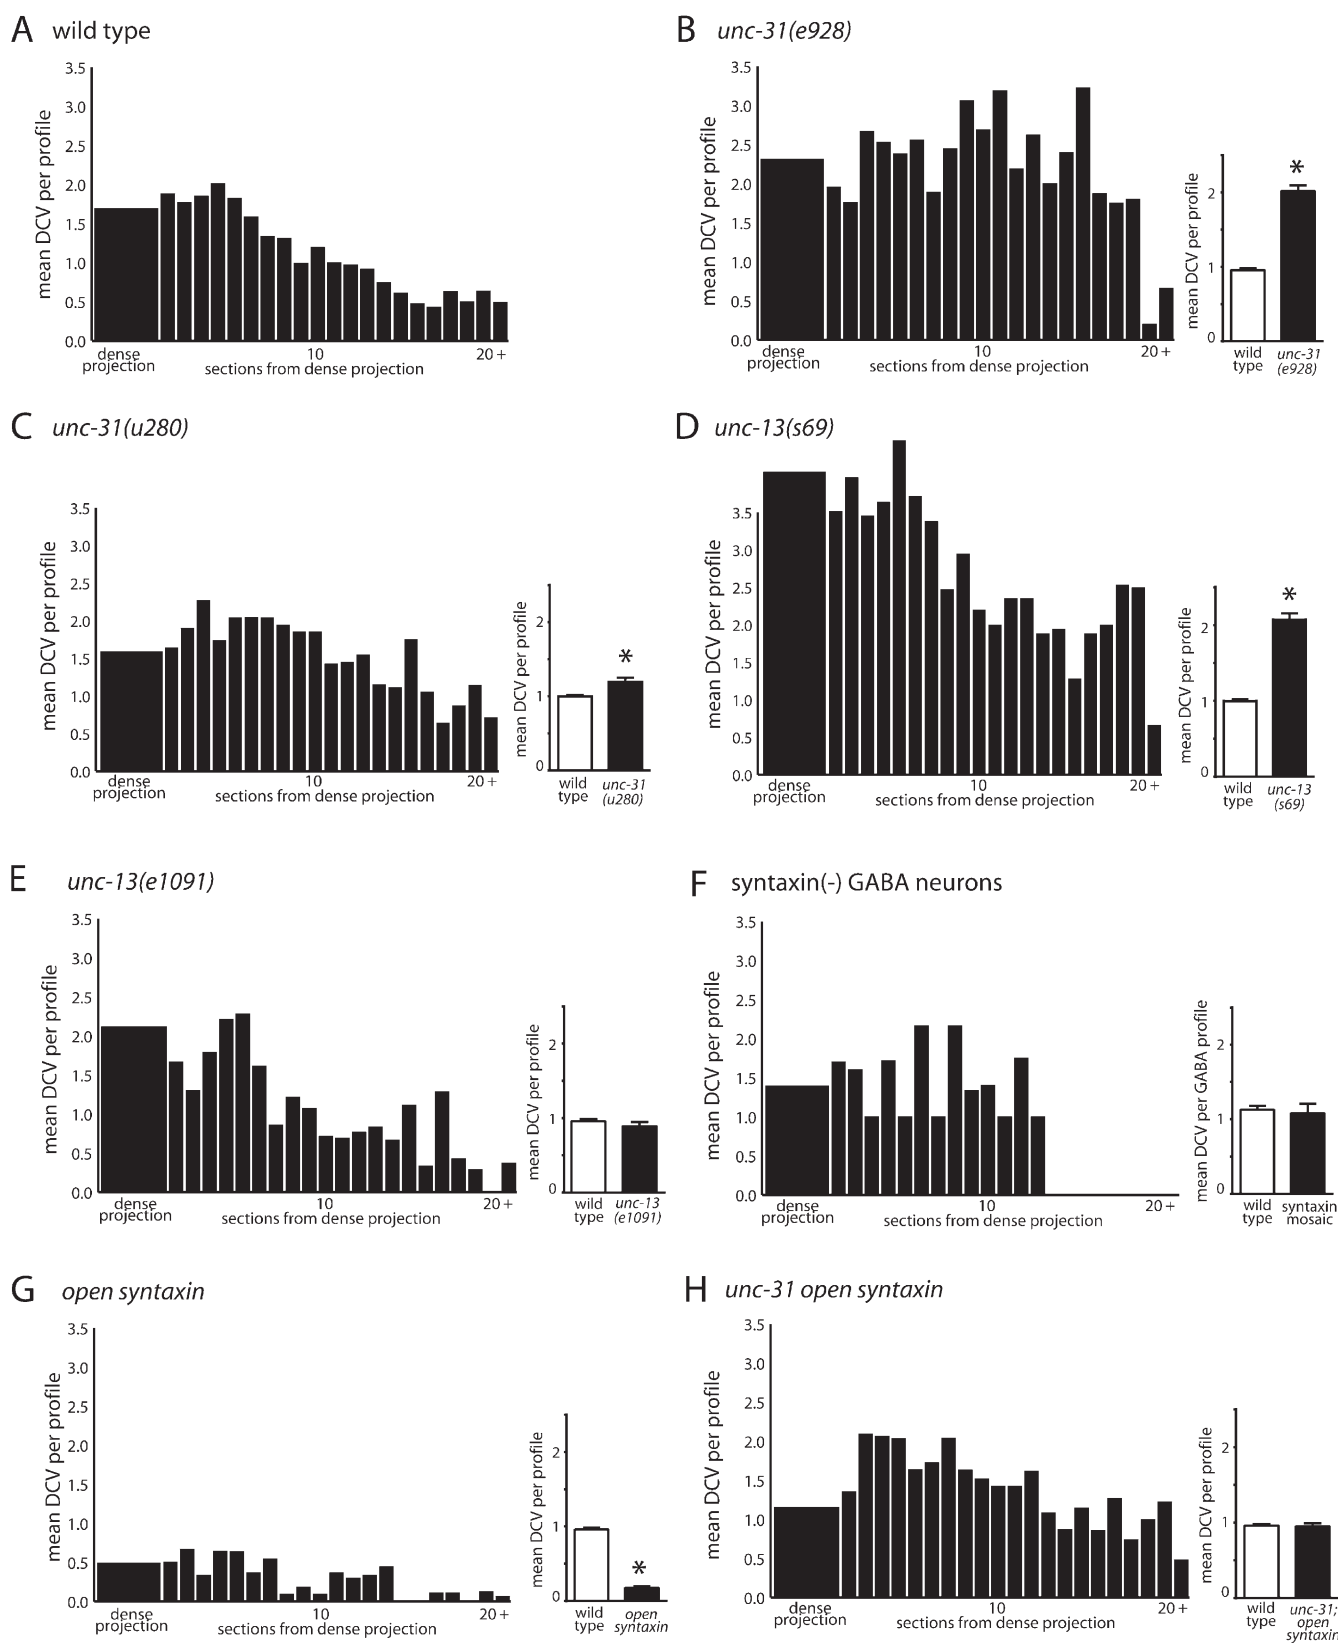 A wild type
mean DCV per profile
3.5
3.0
2.5
2.0
1.5
1.0
0.5
0.0
dense
projection
10
20 +
sections from dense projection
B unc-31(e928)
mean DCV per profile
3.5
3.0
2.5
2.0
1.5
1.0
0.5
0.0
dense
projection
10
20 +
sections from dense projection
mean DCV per profile
2
1
0
*
wild
type
unc-31
(e928)
C unc-31(u280)
mean DCV per profile
3.5
3.0
2.5
2.0
1.5
1.0
0.5
0.0
dense
projection
10
20 +
sections from dense projection
mean DCV per profile
2
1
0
*
wild
type
unc-31
(u280)
D unc-13(s69)
mean DCV per profile
3.5
3.0
2.5
2.0
1.5
1.0
0.5
0.0
dense
projection
10
20 +
sections from dense projection
mean DCV per profile
2
1
0
*
wild
type
unc-13
(s69)
E unc-13(e1091)
mean DCV per profile
3.5
3.0
2.5
2.0
1.5
1.0
0.5
0.0
dense
projection
10
20 +
sections from dense projection
mean DCV per profile
2
1
0
wild
type
unc-13
(e1091)
F syntaxin(-) GABA neurons
mean DCV per profile
3.5
3.0
2.5
2.0
1.5
1.0
0.5
0.0
dense
projection
10
20 +
sections from dense projection
mean DCV per GABA profile
2
1
0
wild
type
syntaxin
mosaic
G open syntaxin
mean DCV per profile
3.5
3.0
2.5
2.0
1.5
1.0
0.5
0.0
dense
projection
10
20 +
sections from dense projection
mean DCV per profile
2
1
0
*
wild
type
open
syntaxin
H unc-31 open syntaxin
mean DCV per profile
3.5
3.0
2.5
2.0
1.5
1.0
0.5
0.0
dense
projection
10
20 +
sections from dense projection
mean DCV per profile
2
1
0
wild
type
unc-31;
open
syntaxin